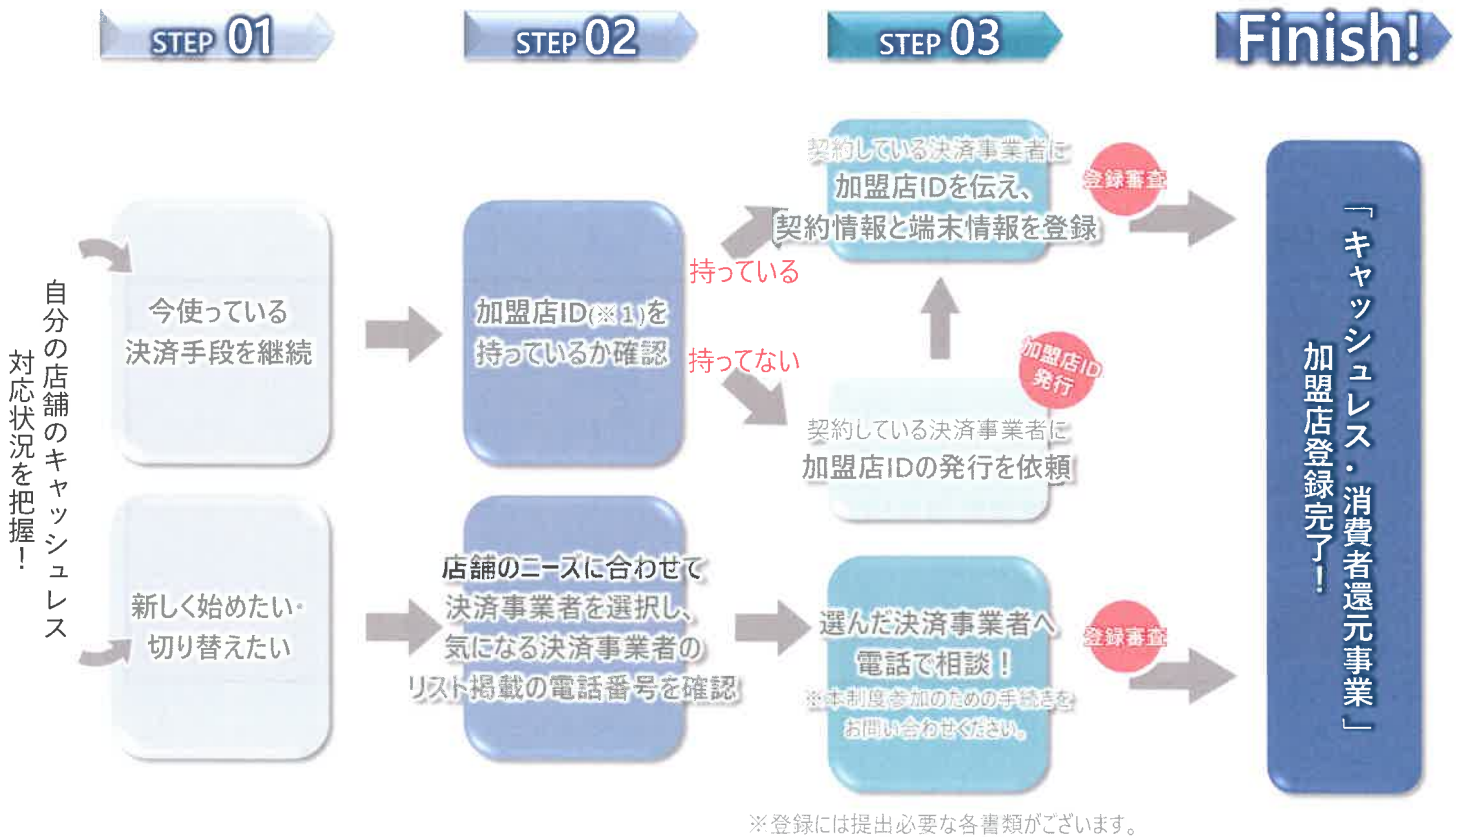 STEP 01
STEP 02
STEP 03
Finish!
自分の店舗のキャッシュレス
対応状況を把握！
今使っている
決済手段を継続
新しく始めたい・
切り替えたい
加盟店ID(※1)を
持っているか確認
持っている
持ってない
店舗のニーズに合わせて
決済事業者を選択し、
気になる決済事業者の
リスト掲載の電話番号を確認
契約している決済事業者に
加盟店IDを伝え、
契約情報と端末情報を登録
登録審査
加盟店ID
発行
契約している決済事業者に
加盟店IDの発行を依頼
選んだ決済事業者へ
電話で相談！
※本制度参加のための手続きを
お問い合わせください。
登録審査
「キャッシュレス・消費者還元事業」
加盟店登録完了！
※登録には提出必要な各書類がございます。